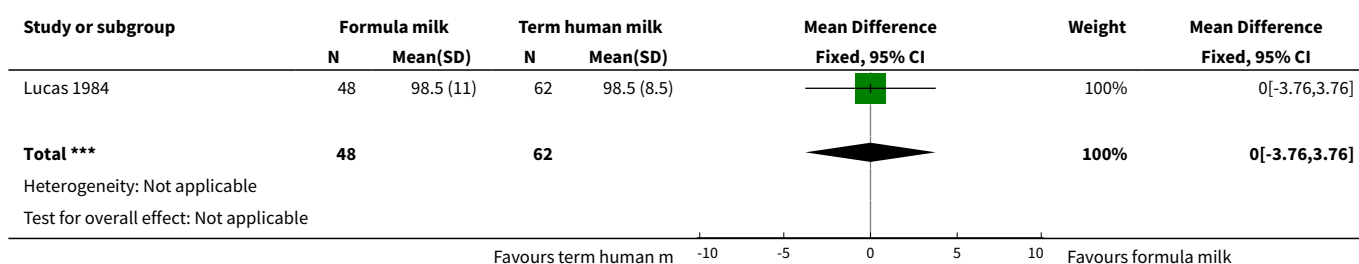 Study or subgroup Formula milk Term human milk Mean Difference Weight Mean Difference
N Mean(SD) N Mean(SD) Fixed, 95% CI Fixed, 95% CI
Lucas 1984 48 98.5 (11) 62 98.5 (8.5) 100% 0[-3.76,3.76]
Total *** 48 62 100% 0[-3.76,3.76]
Heterogeneity: Not applicable
Test for overall effect: Not applicable
Favours term human m -10 -5 0 5 10 Favours formula milk